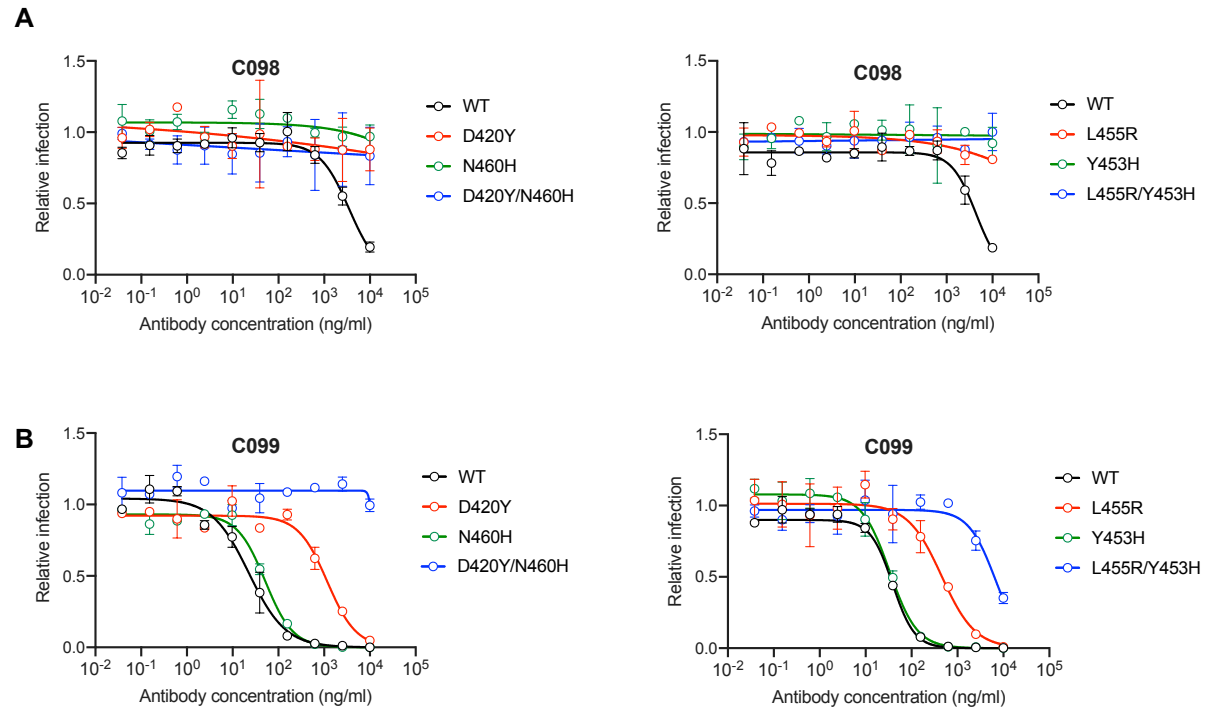 A
C098
1.5
1.0
0.5
0.0
Relative infection
10-2 10-1 100 101 102 103 104 105
Antibody concentration (ng/ml)
WT
D420Y
N460H
D420Y/N460H
C098
1.5
1.0
0.5
0.0
Relative infection
10-2 10-1 100 101 102 103 104 105
Antibody concentration (ng/ml)
WT
L455R
Y453H
L455R/Y453H
B
C099
1.5
1.0
0.5
0.0
Relative infection
10-2 10-1 100 101 102 103 104 105
Antibody concentration (ng/ml)
WT
D420Y
N460H
D420Y/N460H
C099
1.5
1.0
0.5
0.0
Relative infection
10-2 10-1 100 101 102 103 104 105
Antibody concentration (ng/ml)
WT
L455R
Y453H
L455R/Y453H